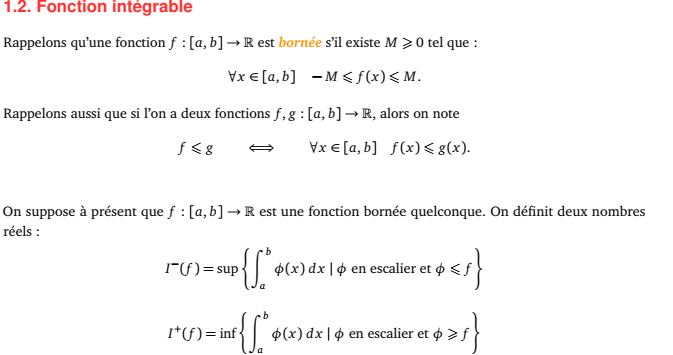 1.2. Fonction intégrable
Rappelons qu'une fonction f : [a, b] → ℝ est bornée s'il existe M ⩾ 0 tel que :
∀x ∈ [a, b]   −M ⩽ f(x) ⩽ M.
Rappelons aussi que si l'on a deux fonctions f, g : [a, b] → ℝ, alors on note
f ⩽ g   ⟺   ∀x ∈ [a, b]   f(x) ⩽ g(x).
On suppose à présent que f : [a, b] → ℝ est une fonction bornée quelconque. On définit deux nombres
réels :
I⁻(f) = sup { ∫_a^b ϕ(x) dx | ϕ en escalier et ϕ ⩽ f }
I⁺(f) = inf { ∫_a^b ϕ(x) dx | ϕ en escalier et ϕ ⩾ f }